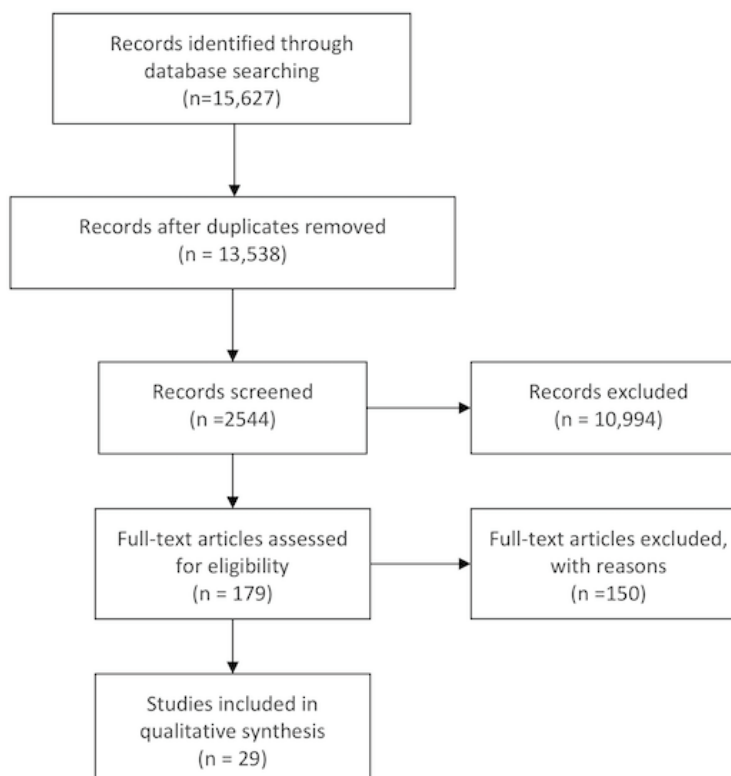 Records identified through
database searching
(n=15,627)
Records after duplicates removed
(n = 13,538)
Records screened
(n =2544)
Records excluded
(n = 10,994)
Full-text articles assessed
for eligibility
(n = 179)
Full-text articles excluded,
with reasons
(n =150)
Studies included in
qualitative synthesis
(n = 29)